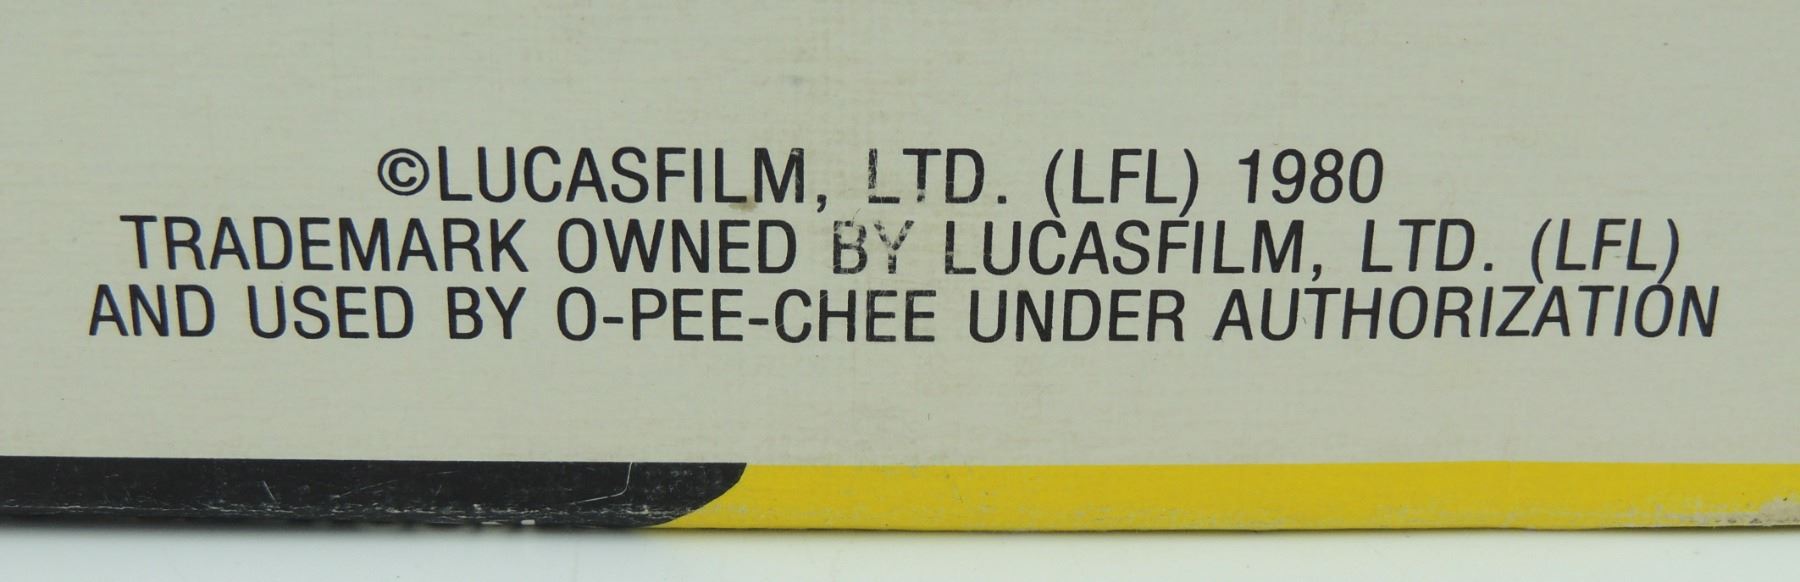 ©LUCASFILM, LTD. (LFL) 1980
TRADEMARK OWNED BY LUCASFILM, LTD. (LFL)
AND USED BY O-PEE-CHEE UNDER AUTHORIZATION